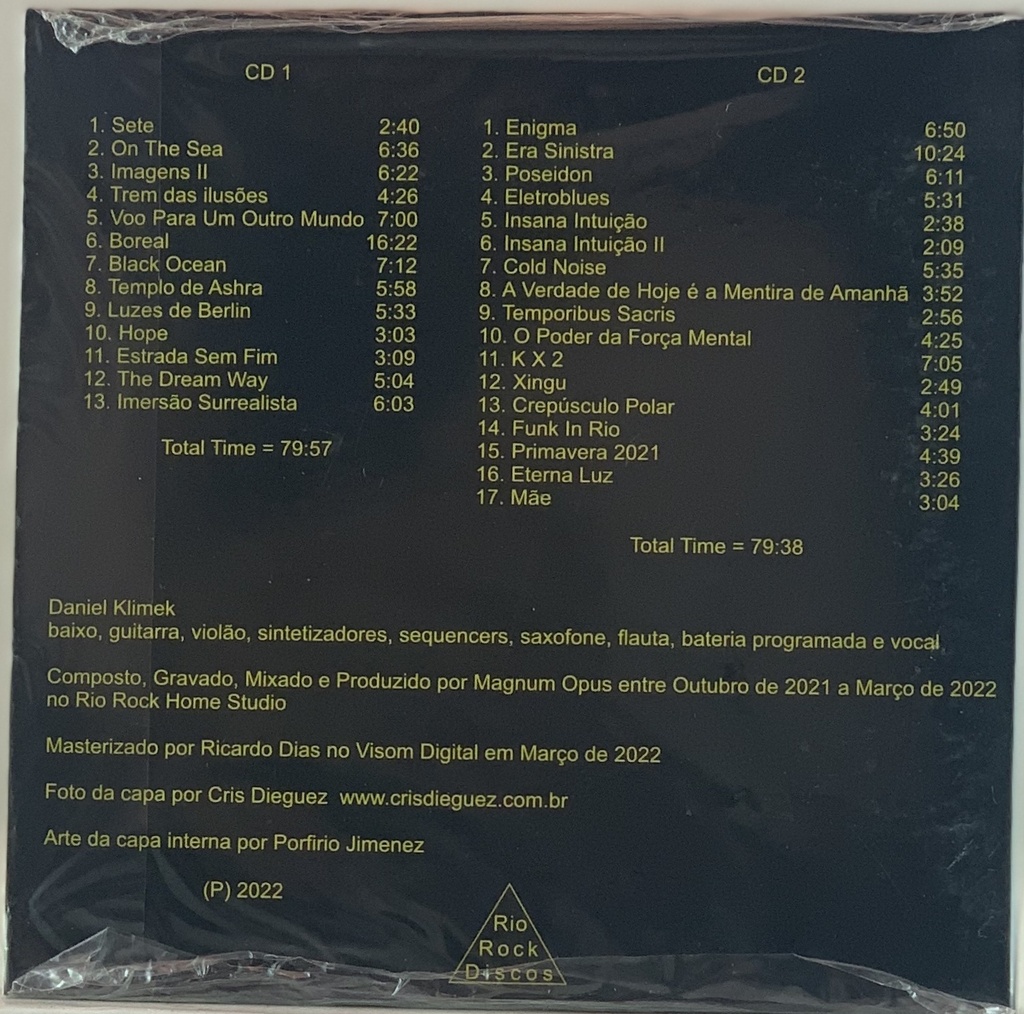 CD 1
1. Sete 2:40
2. On The Sea 6:36
3. Imagens II 6:22
4. Trem das ilusões 4:26
5. Voo Para Um Outro Mundo 7:00
6. Boreal 16:22
7. Black Ocean 7:12
8. Templo de Ashra 5:58
9. Luzes de Berlin 5:33
10. Hope 3:03
11. Estrada Sem Fim 3:09
12. The Dream Way 5:04
13. Imersão Surrealista 6:03
Total Time = 79:57
CD 2
1. Enigma 6:50
2. Era Sinistra 10:24
3. Poseidon 6:11
4. Eletroblues 5:31
5. Insana Intuição 2:38
6. Insana Intuição II 2:09
7. Cold Noise 5:35
8. A Verdade de Hoje é a Mentira de Amanhã 3:52
9. Temporibus Sacris 2:56
10. O Poder da Força Mental 4:25
11. K X 2 7:05
12. Xingu 2:49
13. Crepúsculo Polar 4:01
14. Funk In Rio 3:24
15. Primavera 2021 4:39
16. Eterna Luz 3:26
17. Mãe 3:04
Total Time = 79:38
Daniel Klimek
baixo, guitarra, violão, sintetizadores, sequencers, saxofone, flauta, bateria programada e vocal
Composto, Gravado, Mixado e Produzido por Magnum Opus entre Outubro de 2021 a Março de 2022
no Rio Rock Home Studio
Masterizado por Ricardo Dias no Visom Digital em Março de 2022
Foto da capa por Cris Dieguez www.crisdieguez.com.br
Arte da capa interna por Porfirio Jimenez
(P) 2022
Rio
Rock
Discos